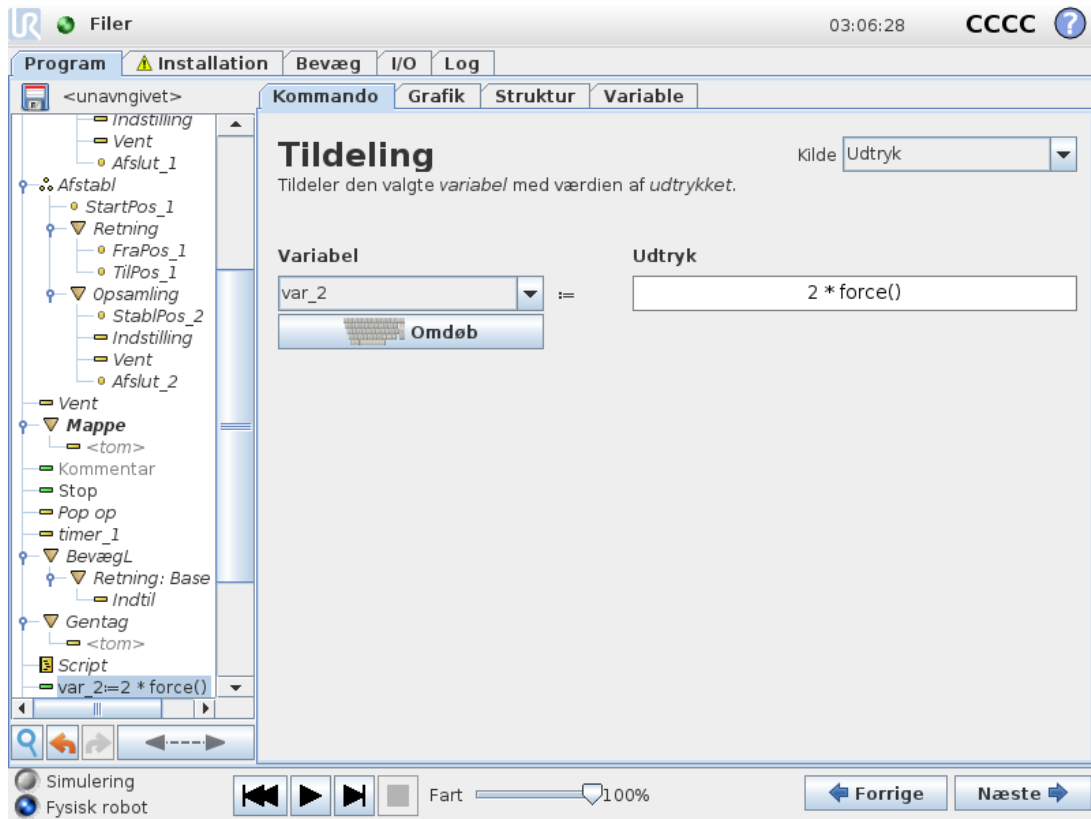 UR Filer 03:06:28 CCCC ?
Program Installation Bevæg I/O Log
<unavngivet>
Kommando Grafik Struktur Variable
Indstilling
Vent
Afslut_1
Afstabl
StartPos_1
Retning
FraPos_1
TilPos_1
Opsamling
StablPos_2
Indstilling
Vent
Afslut_2
Vent
Mappe
<tom>
Kommentar
Stop
Pop op
timer_1
BevægL
Retning: Base
Indtil
Gentag
<tom>
Script
var_2:=2 * force()
Tildeling
Kilde Udtryk
Tildeler den valgte variabel med værdien af udtrykket.
Variabel Udtryk
var_2 := 2 * force()
Omdøb
Simulering
Fysisk robot
Fart 100%
Forrige Næste